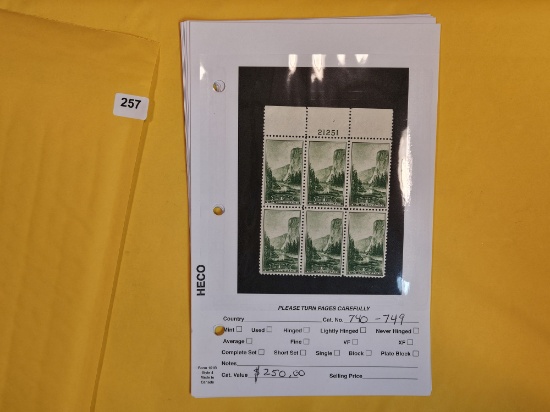 257
21251
HECO
PLEASE TURN PAGES CAREFULLY
Country Cat. No. 740-749
Mint Used Hinged Lightly Hinged Never Hinged
Average Fine VF XF
Complete Set Short Set Single Block Plate Block
Notes
Cat. Value $250.00 Selling Price